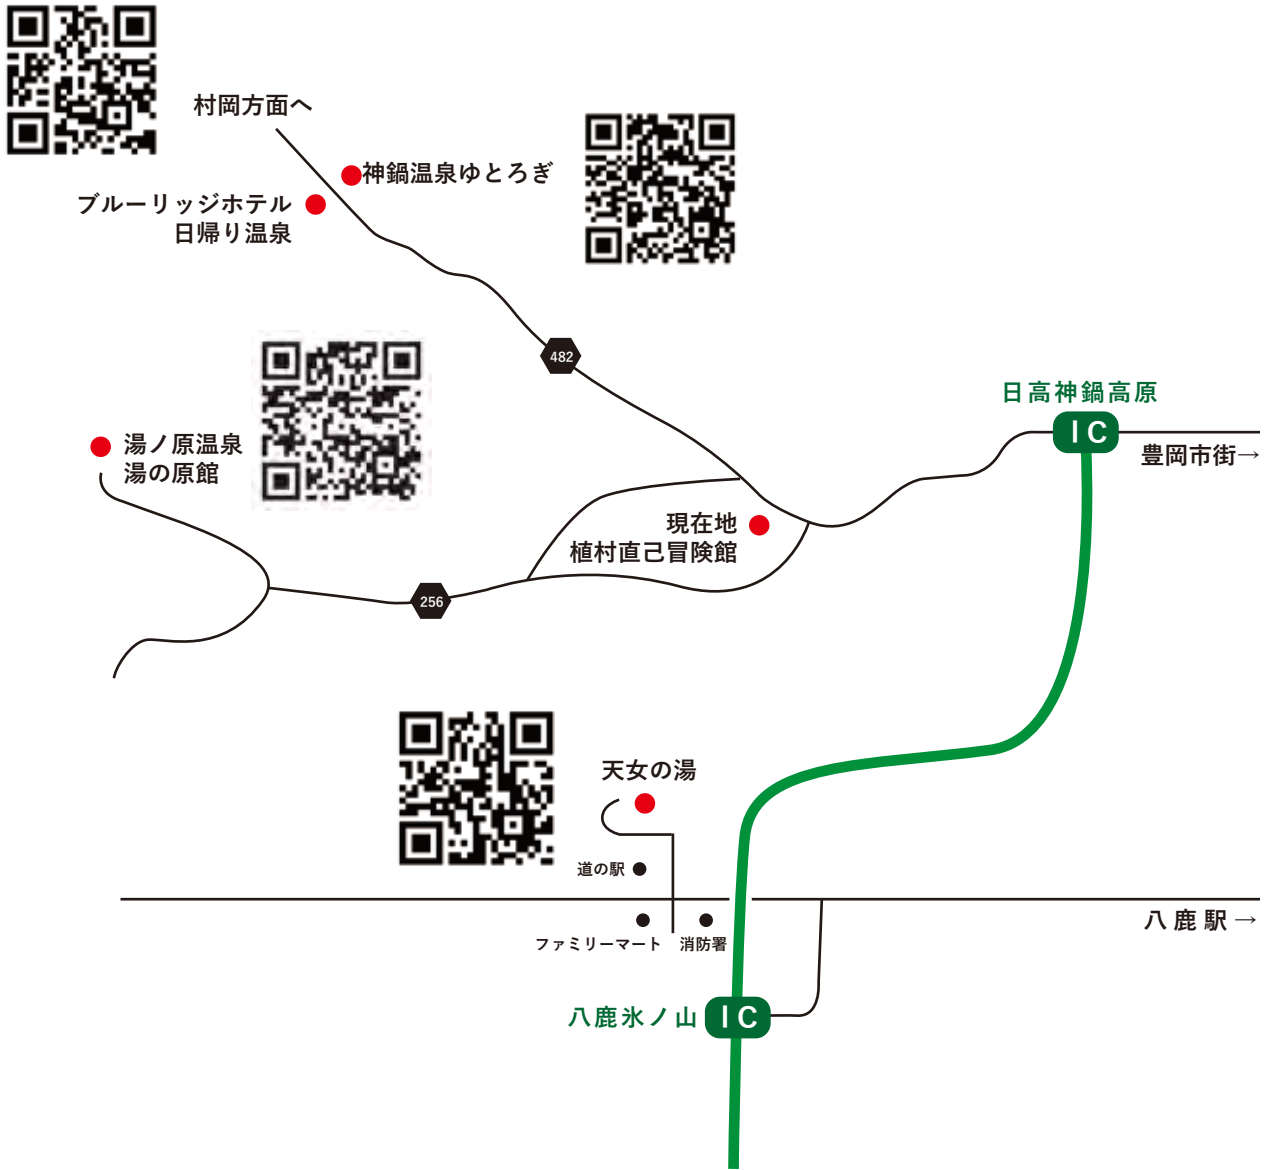 村岡方面へ
神鍋温泉ゆとろぎ
ブルーリッジホテル
日帰り温泉
482
日高神鍋高原
IC
豊岡市街→
湯ノ原温泉
湯の原館
現在地
植村直己冒険館
256
天女の湯
道の駅
八鹿駅→
ファミリーマート
消防署
八鹿氷ノ山
IC